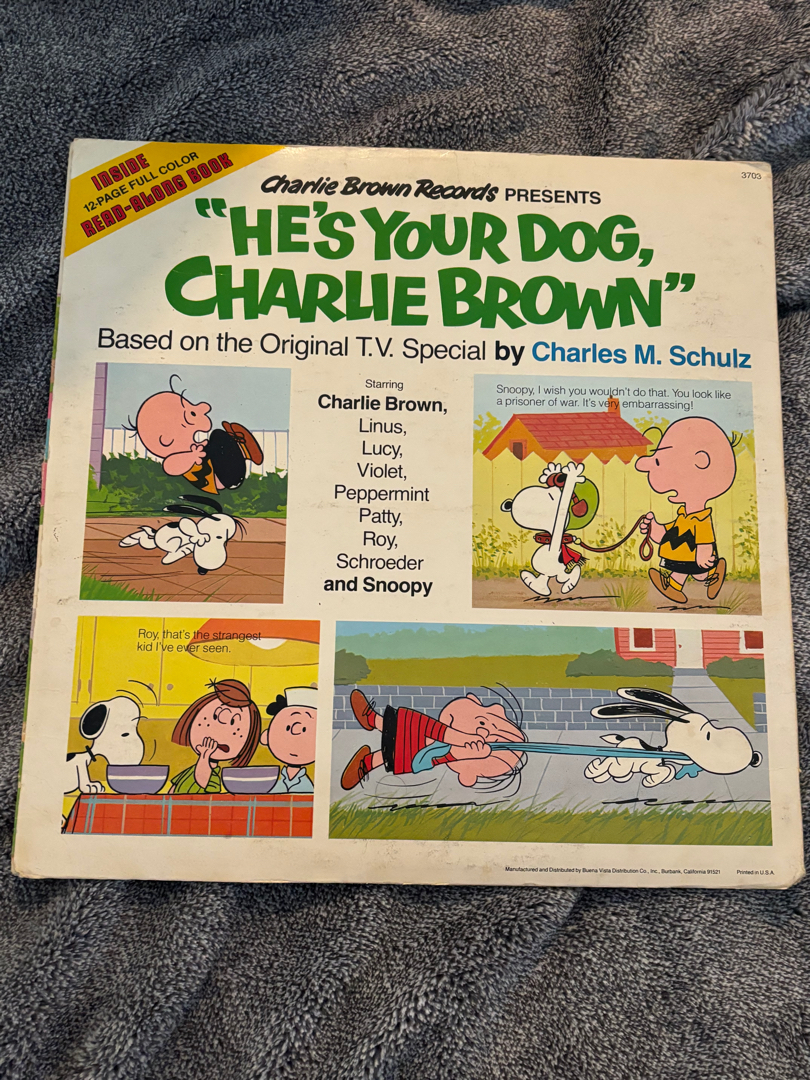 INSIDE
12-PAGE FULL COLOR
READ-ALONG BOOK
3703
Charlie Brown Records PRESENTS
"HE'S YOUR DOG,
CHARLIE BROWN"
Based on the Original T.V. Special by Charles M. Schulz
Starring
Charlie Brown,
Linus,
Lucy,
Violet,
Peppermint
Patty,
Roy,
Schroeder
and Snoopy
Snoopy, I wish you wouldn't do that. You look like
a prisoner of war. It's very embarrassing!
Roy, that's the strangest
kid I've ever seen.
Manufactured and Distributed by Buena Vista Distribution Co., Inc., Burbank, California 91521 Printed in U.S.A.